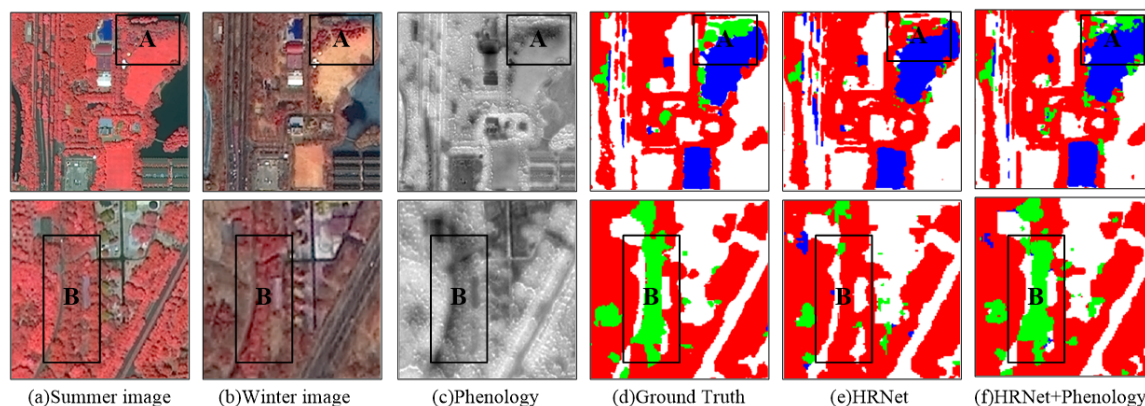 A A A A A A
B B B B B B
(a)Summer image (b)Winter image (c)Phenology (d)Ground Truth (e)HRNet (f)HRNet+Phenology